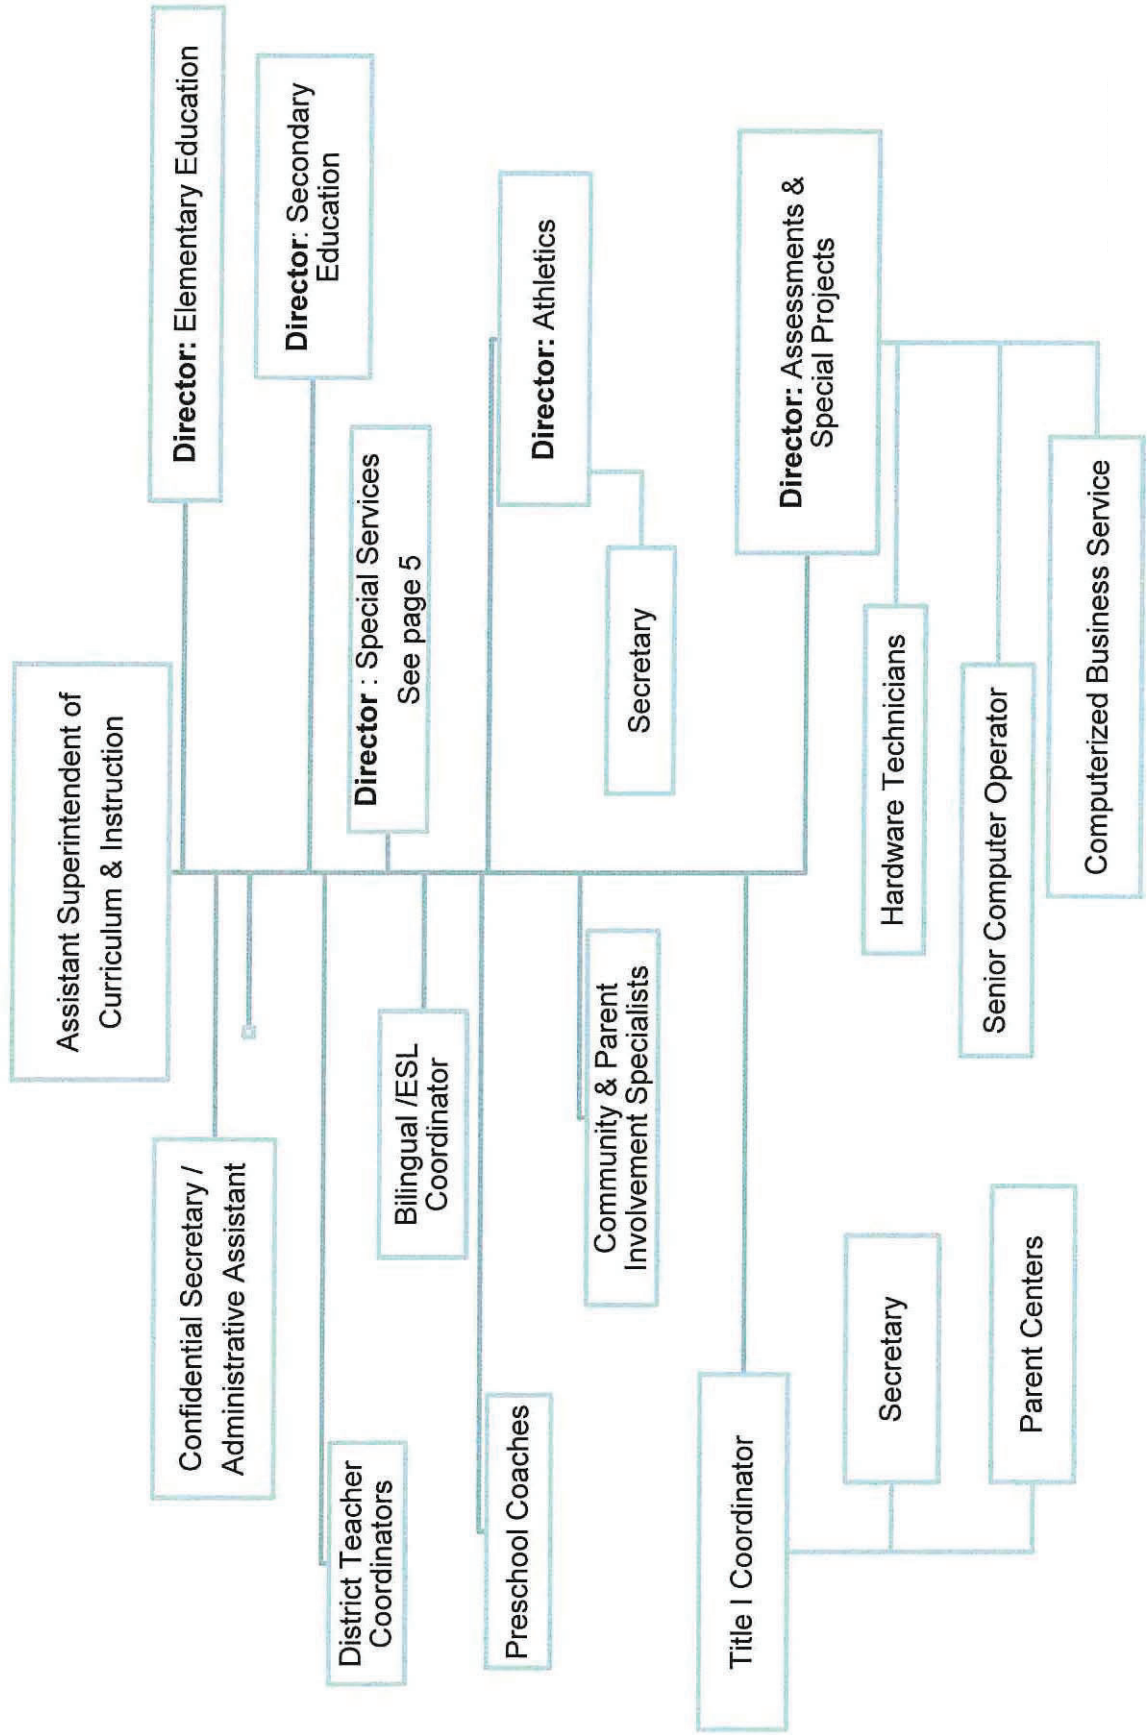 Assistant Superintendent of
Curriculum & Instruction
Confidential Secretary /
Administrative Assistant
Director: Elementary Education
Director: Secondary
Education
District Teacher
Coordinators
Director : Special Services
See page 5
Bilingual /ESL
Coordinator
Preschool Coaches
Director: Athletics
Secretary
Community & Parent
Involvement Specialists
Title I Coordinator
Secretary
Parent Centers
Director: Assessments &
Special Projects
Hardware Technicians
Senior Computer Operator
Computerized Business Service